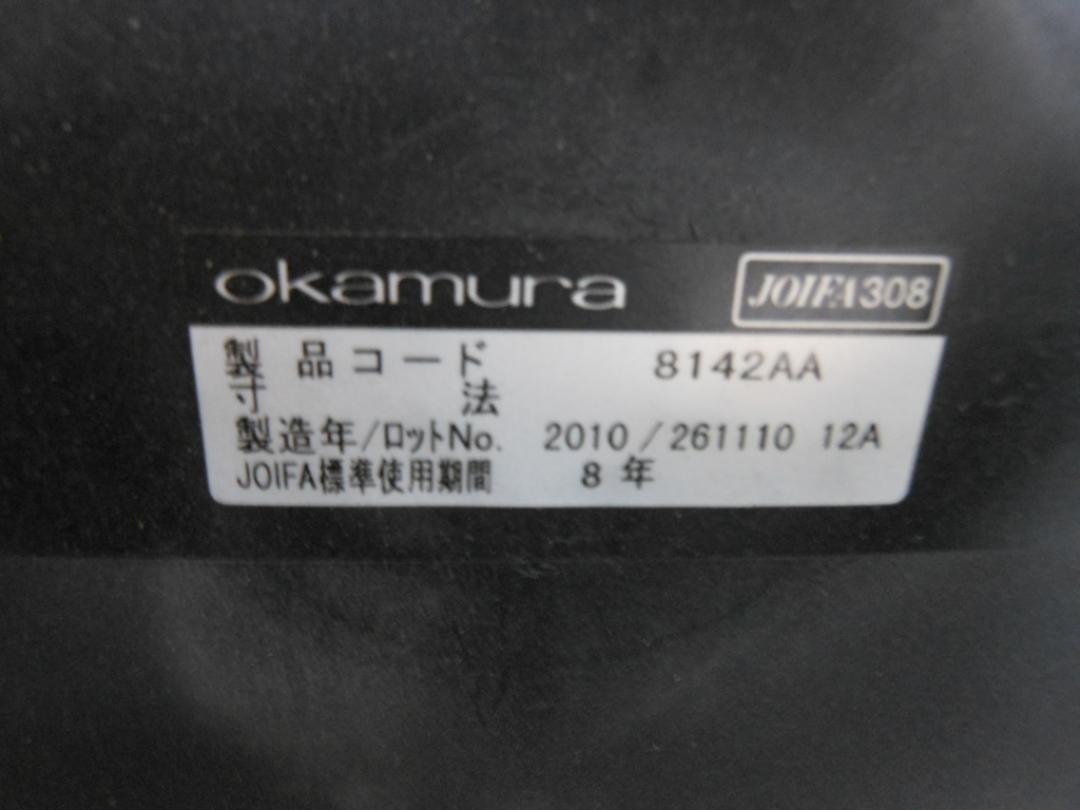 okamura JOIFA308
製品コード 8142AA
寸法
製造年/ロットNo. 2010/261110 12A
JOIFA標準使用期間 8年